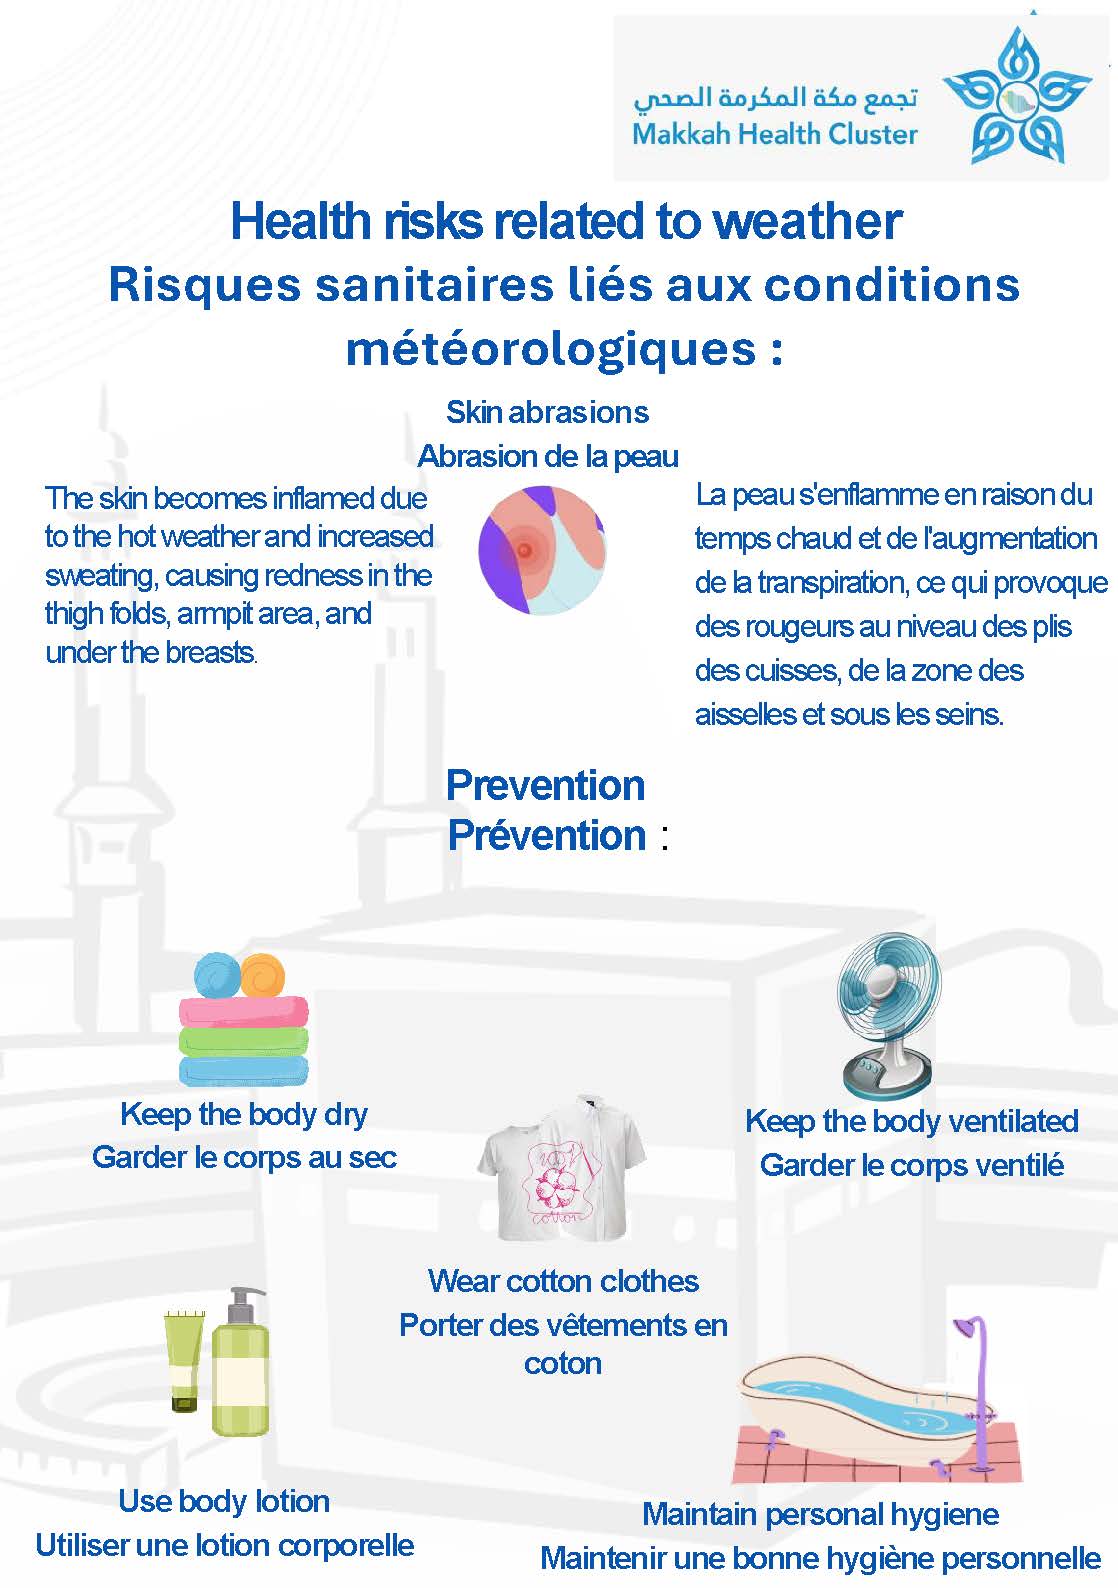 تجمع مكة المكرمة الصحي
Makkah Health Cluster
Health risks related to weather
Risques sanitaires liés aux conditions
météorologiques :
Skin abrasions
Abrasion de la peau
The skin becomes inflamed due
to the hot weather and increased
sweating, causing redness in the
thigh folds, armpit area, and
under the breasts.
La peau s'enflamme en raison du
temps chaud et de l'augmentation
de la transpiration, ce qui provoque
des rougeurs au niveau des plis
des cuisses, de la zone des
aisselles et sous les seins.
Prevention
Prévention :
Keep the body dry
Garder le corps au sec
Keep the body ventilated
Garder le corps ventilé
cotton
Wear cotton clothes
Porter des vêtements en
coton
Use body lotion
Utiliser une lotion corporelle
Maintain personal hygiene
Maintenir une bonne hygiène personnelle